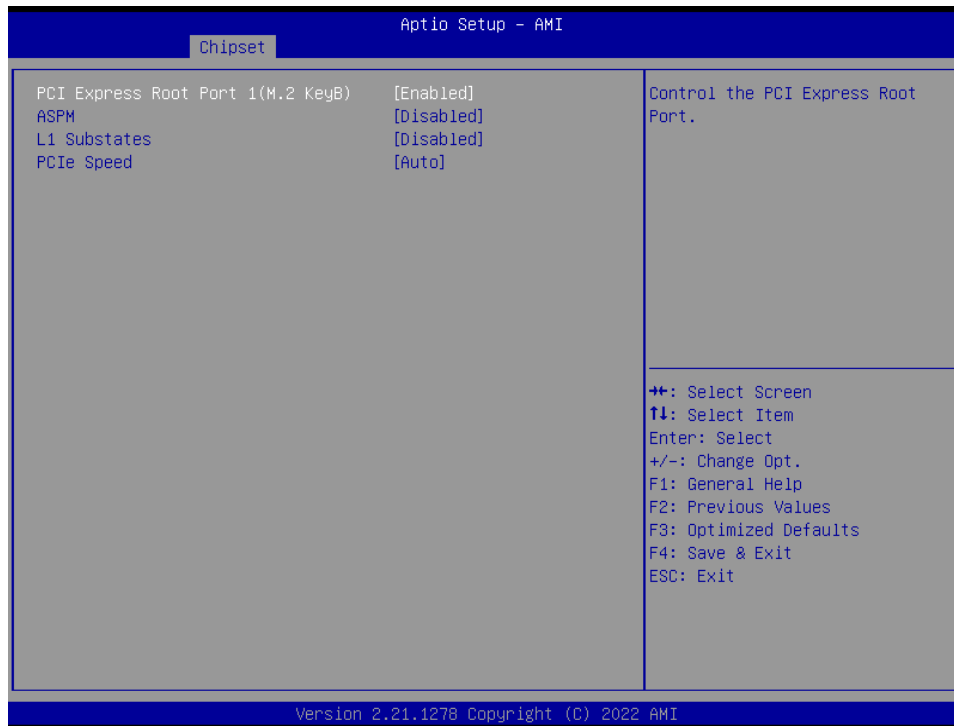 Aptio Setup – AMI
Chipset
PCI Express Root Port 1(M.2 KeyB) [Enabled]
ASPM [Disabled]
L1 Substates [Disabled]
PCIe Speed [Auto]
Control the PCI Express Root
Port.
→←: Select Screen
↑↓: Select Item
Enter: Select
+/-: Change Opt.
F1: General Help
F2: Previous Values
F3: Optimized Defaults
F4: Save & Exit
ESC: Exit
Version 2.21.1278 Copyright (C) 2022 AMI